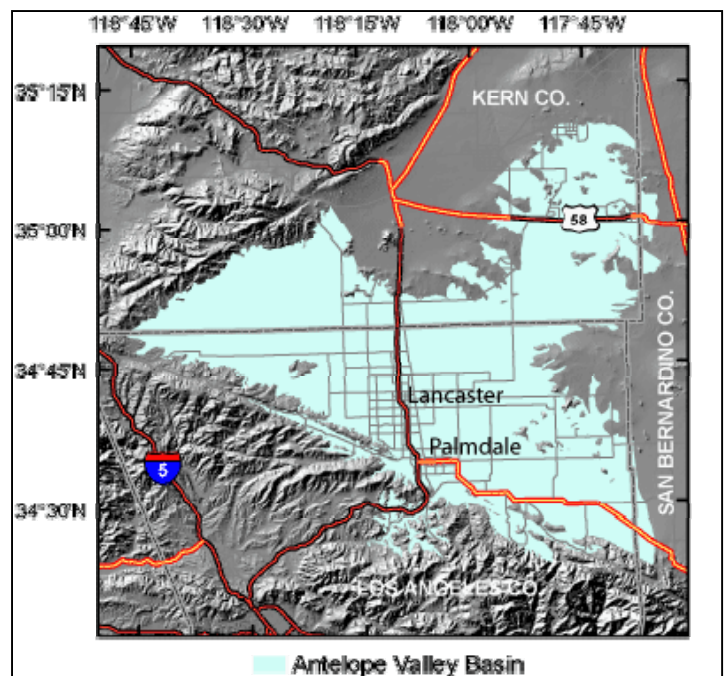 118°45'W 118°30'W 118°15'W 118°00'W 117°45'W
35°15'N
KERN CO.
35°00'N
58
34°45'N
SAN BERNARDINO CO.
Lancaster
Palmdale
5
34°30'N
LOS ANGELES CO.
Antelope Valley Basin